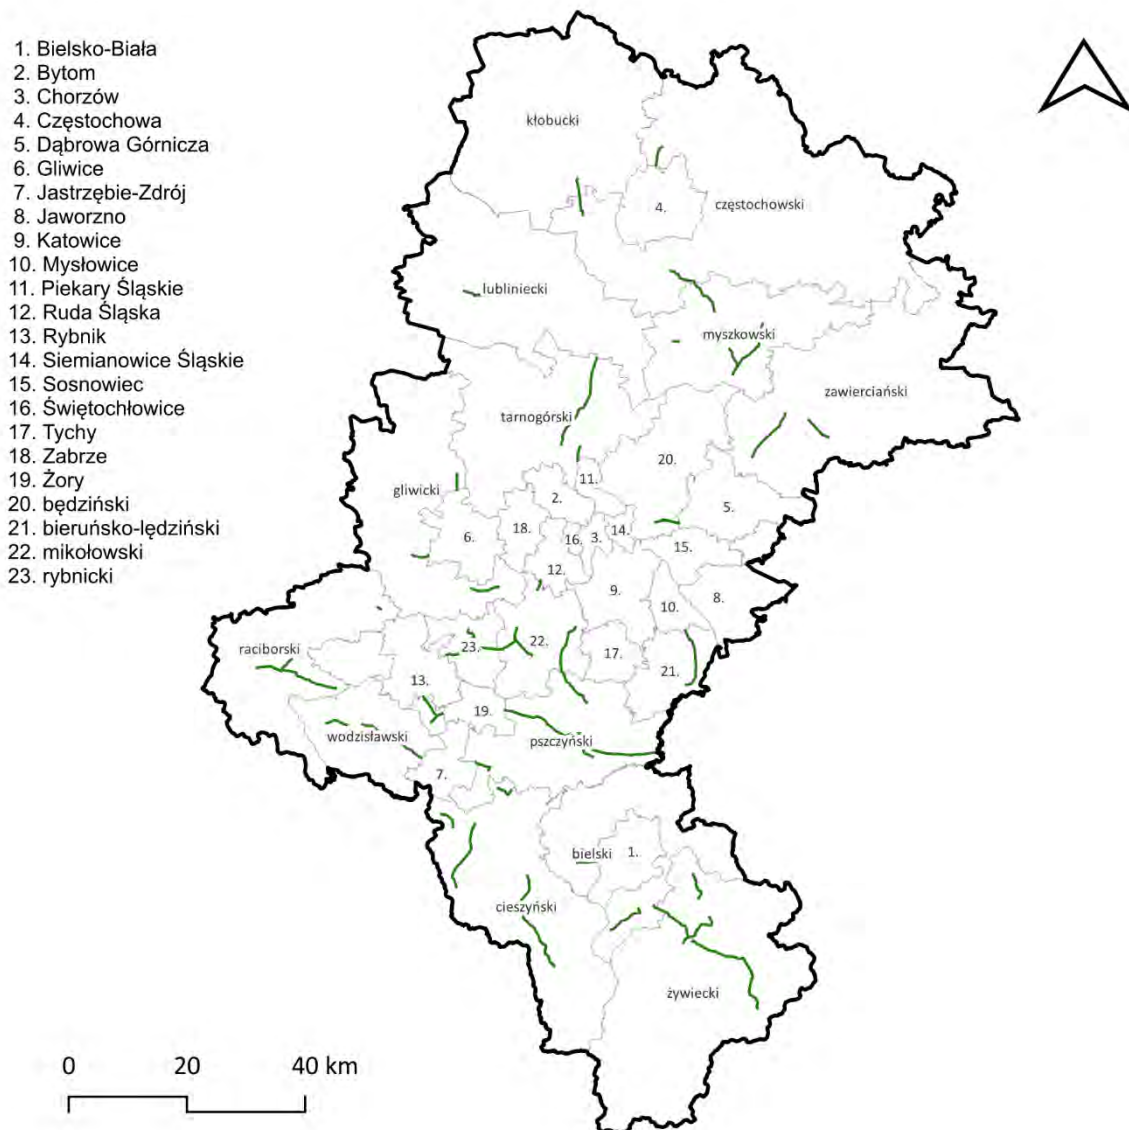 1. Bielsko-Biała
2. Bytom
3. Chorzów
4. Częstochowa
5. Dąbrowa Górnicza
6. Gliwice
7. Jastrzębie-Zdrój
8. Jaworzno
9. Katowice
10. Mysłowice
11. Piekary Śląskie
12. Ruda Śląska
13. Rybnik
14. Siemianowice Śląskie
15. Sosnowiec
16. Świętochłowice
17. Tychy
18. Zabrze
19. Żory
20. będziński
21. bieruńsko-lędziński
22. mikołowski
23. rybnicki
kłobucki
4.
częstochowski
lubliniecki
myszkowski
zawierciański
tarnogórski
20.
11.
gliwicki
2.
5.
18.
6.
16.
3.
14.
15.
12.
9.
10.
8.
raciborski
23.
22.
17.
21.
13.
19.
wodzisławski
pszczyński
7.
bielski
1.
cieszyński
żywiecki
0 20 40 km